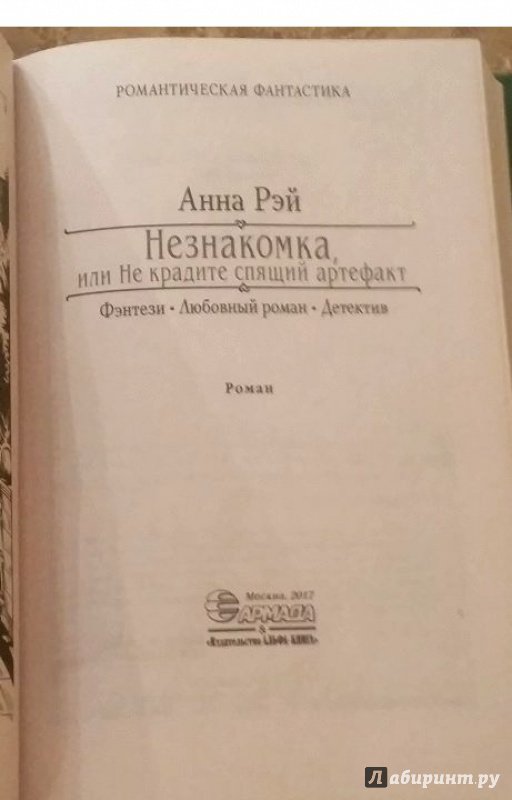 РОМАНТИЧЕСКАЯ ФАНТАСТИКА
Анна Рэй
Незнакомка,
или Не крадите спящий артефакт
Фэнтези • Любовный роман • Детектив
Роман
Москва, 2017
АРМАДА
&
«Издательство АЛЬФА-КНИГА»
Лабиринт.ру